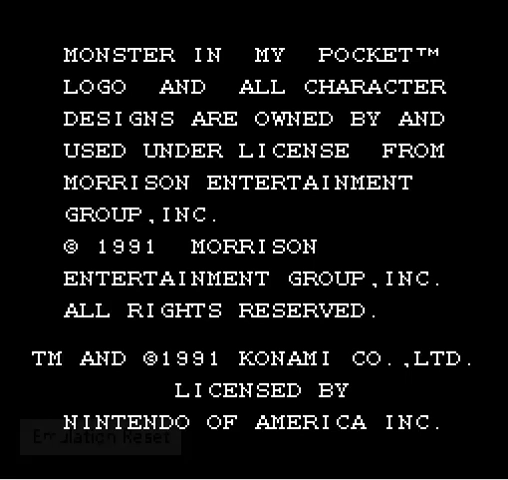 MONSTER IN MY POCKET™
LOGO AND ALL CHARACTER
DESIGNS ARE OWNED BY AND
USED UNDER LICENSE FROM
MORRISON ENTERTAINMENT
GROUP,INC.
© 1991 MORRISON
ENTERTAINMENT GROUP,INC.
ALL RIGHTS RESERVED.
TM AND ©1991 KONAMI CO.,LTD.
LICENSED BY
NINTENDO OF AMERICA INC.
Emulation Reset